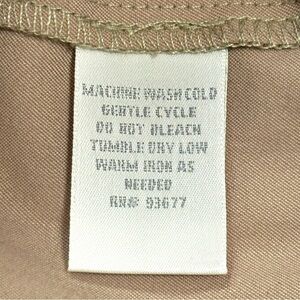 MACHINE WASH COLD
GENTLE CYCLE
DO NOT BLEACH
TUMBLE DRY LOW
WARM IRON AS
NEEDED
RN# 93677